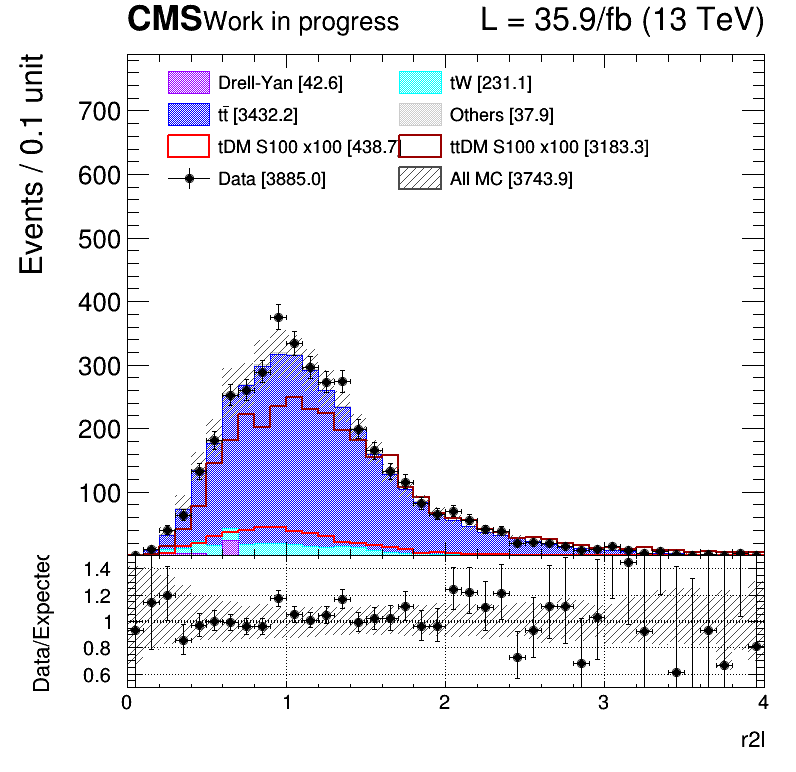 CMS Work in progress L = 35.9/fb (13 TeV)
Events / 0.1 unit
Drell-Yan [42.6] tW [231.1]
tt̄ [3432.2] Others [37.9]
tDM S100 x100 [438.7] ttDM S100 x100 [3183.3]
Data [3885.0] All MC [3743.9]
700
600
500
400
300
200
100
Data/Expected
1.4
1.2
1
0.8
0.6
0 1 2 3 4
r2l